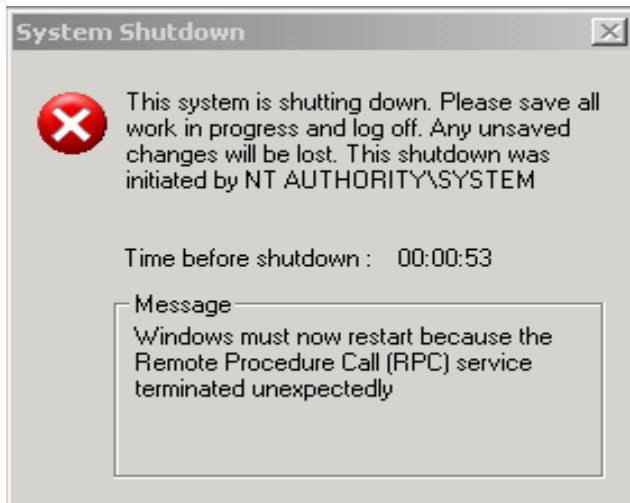 System Shutdown
This system is shutting down. Please save all
work in progress and log off. Any unsaved
changes will be lost. This shutdown was
initiated by NT AUTHORITY\SYSTEM
Time before shutdown : 00:00:53
Message
Windows must now restart because the
Remote Procedure Call (RPC) service
terminated unexpectedly